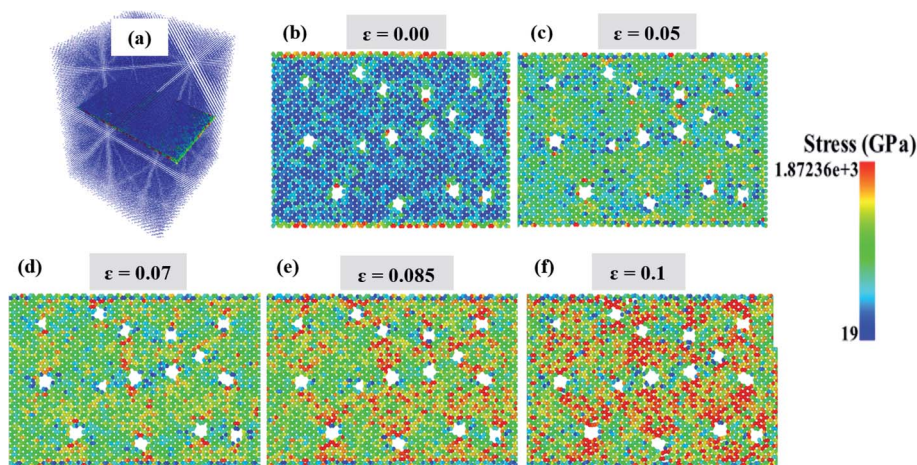 (a)
(b)
ε = 0.00
(c)
ε = 0.05
Stress (GPa)
1.87236e+3
19
(d)
ε = 0.07
(e)
ε = 0.085
(f)
ε = 0.1